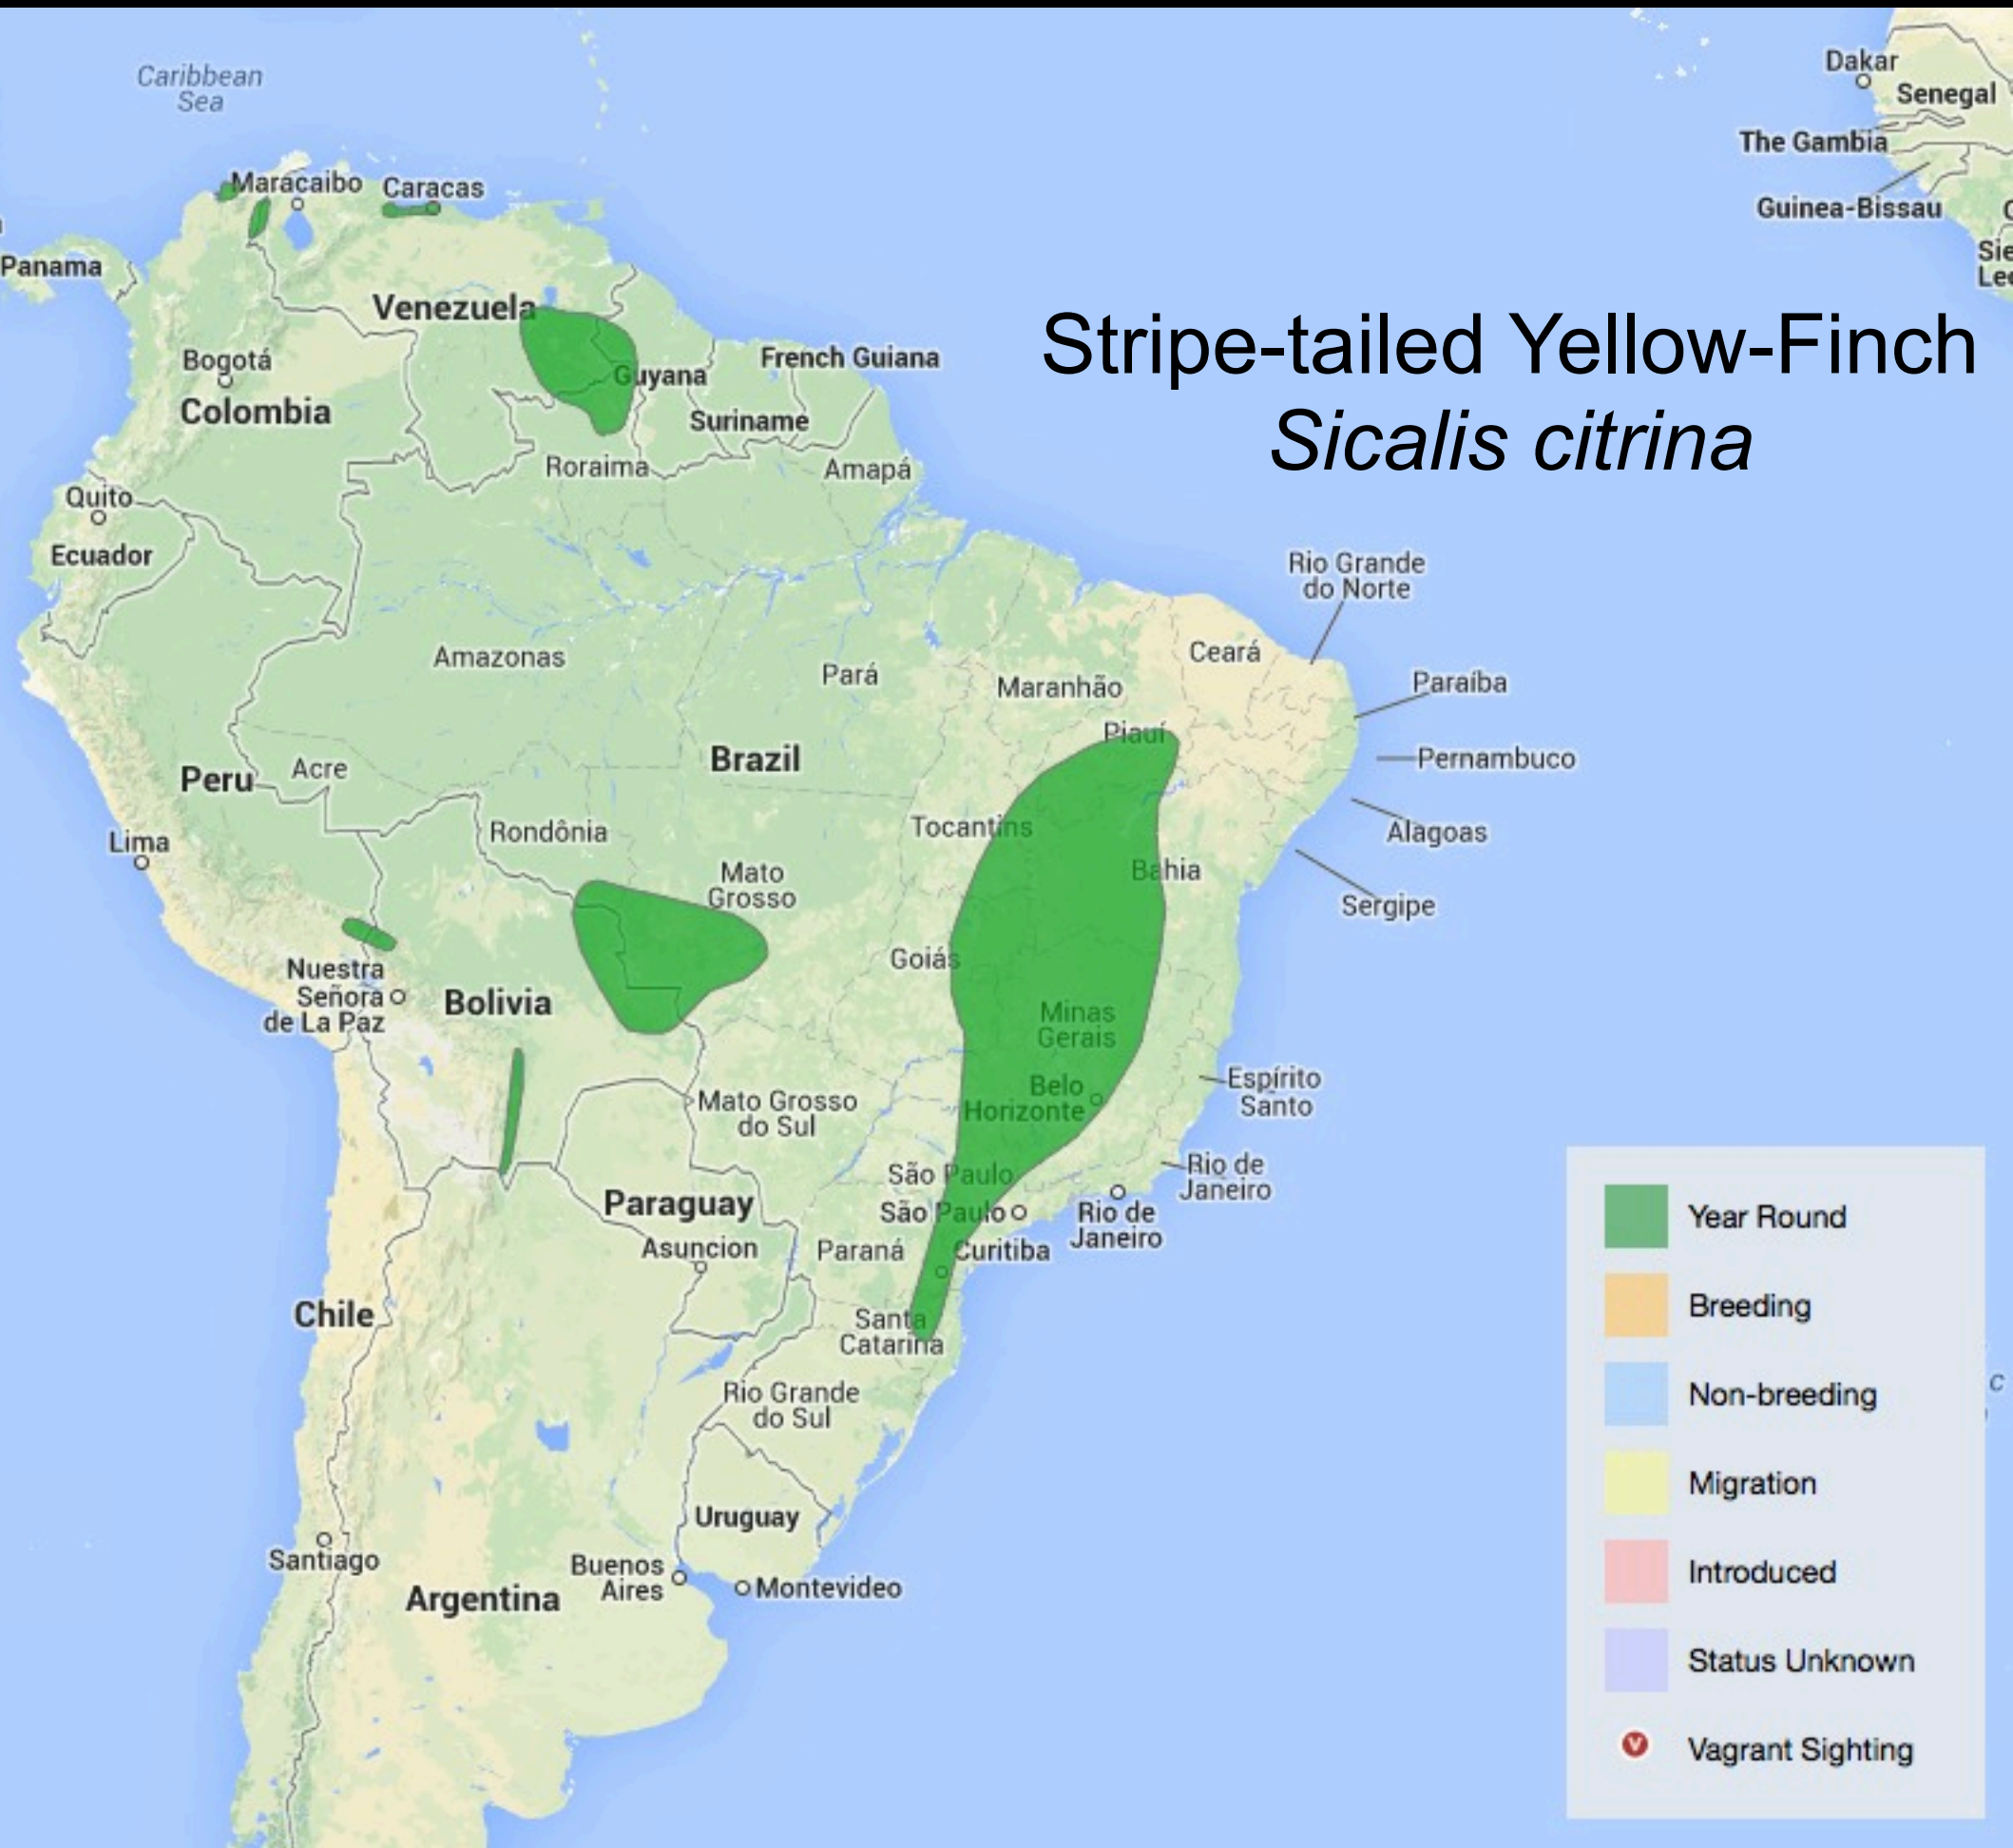 Caribbean
Sea
Dakar
Senegal
The Gambia
Guinea-Bissau
Maracaibo
Caracas
Panama
Venezuela
Stripe-tailed Yellow-Finch
Sicalis citrina
Bogotá
Colombia
Guyana
French Guiana
Suriname
Roraima
Amapá
Quito
Ecuador
Rio Grande
do Norte
Amazonas
Pará
Maranhão
Ceará
Paraíba
Piauí
Brazil
Pernambuco
Peru
Acre
Lima
Rondônia
Tocantins
Alagoas
Mato
Grosso
Bahia
Sergipe
Goiás
Nuestra
Señora
de La Paz
Bolivia
Minas
Gerais
Belo
Horizonte
Espírito
Santo
Mato Grosso
do Sul
São Paulo
Rio de
Janeiro
Paraguay
São Paulo
Rio de
Janeiro
Asuncion
Paraná
Curitiba
Chile
Santa
Catarina
Rio Grande
do Sul
Uruguay
Santiago
Argentina
Buenos
Aires
Montevideo
Year Round
Breeding
Non-breeding
Migration
Introduced
Status Unknown
V
Vagrant Sighting